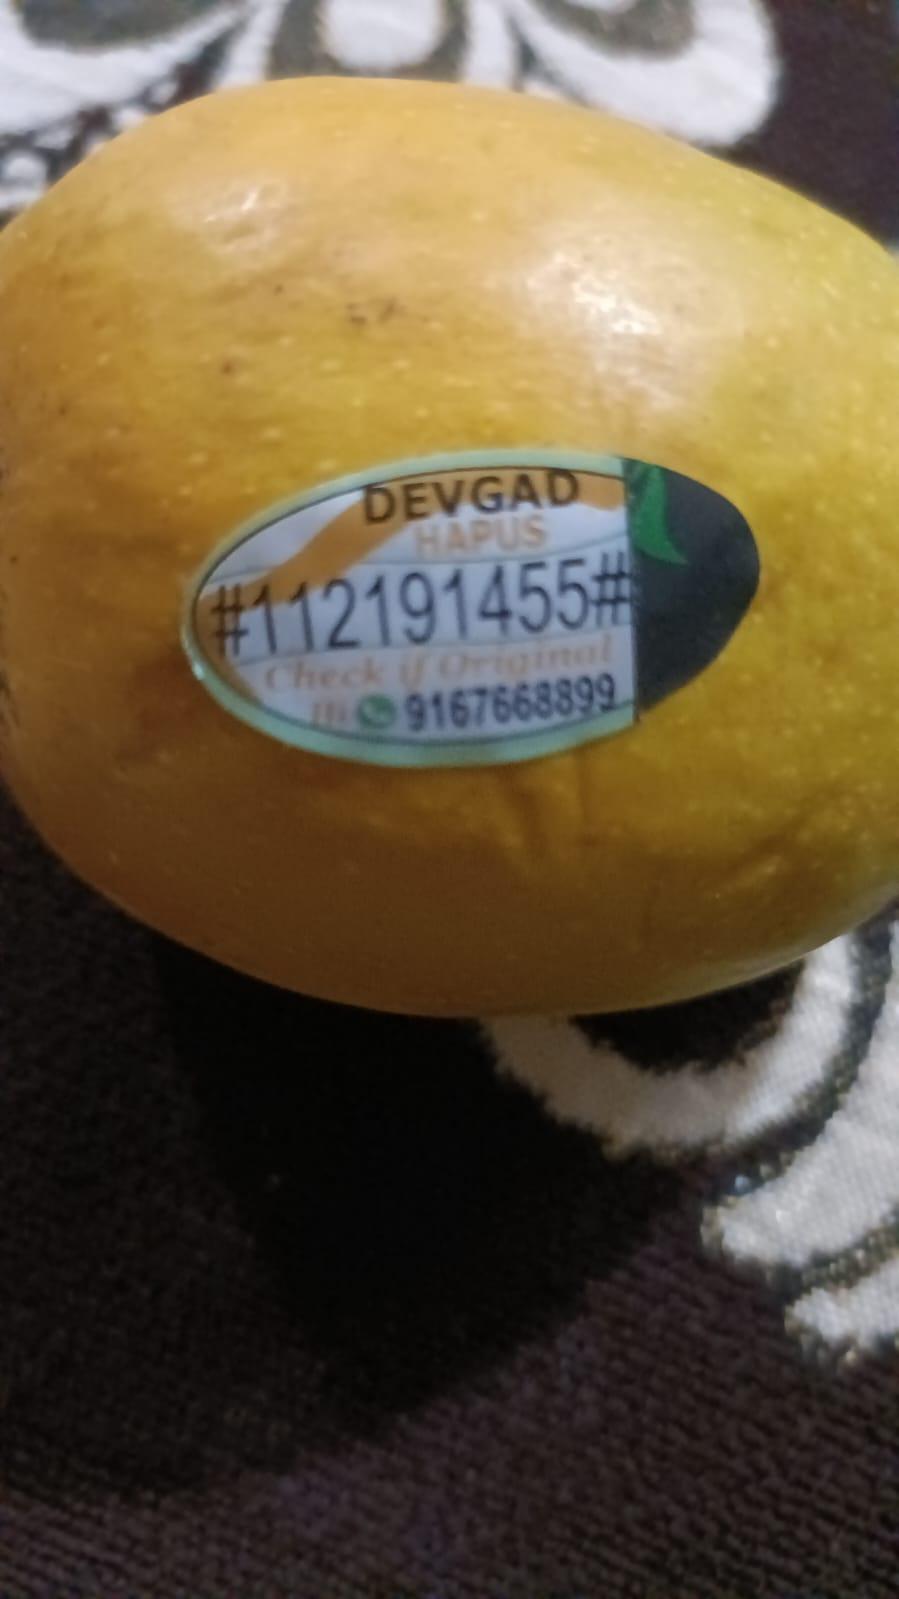 DEVGAD
HAPUS
#112191455#
Check if Original
9167668899